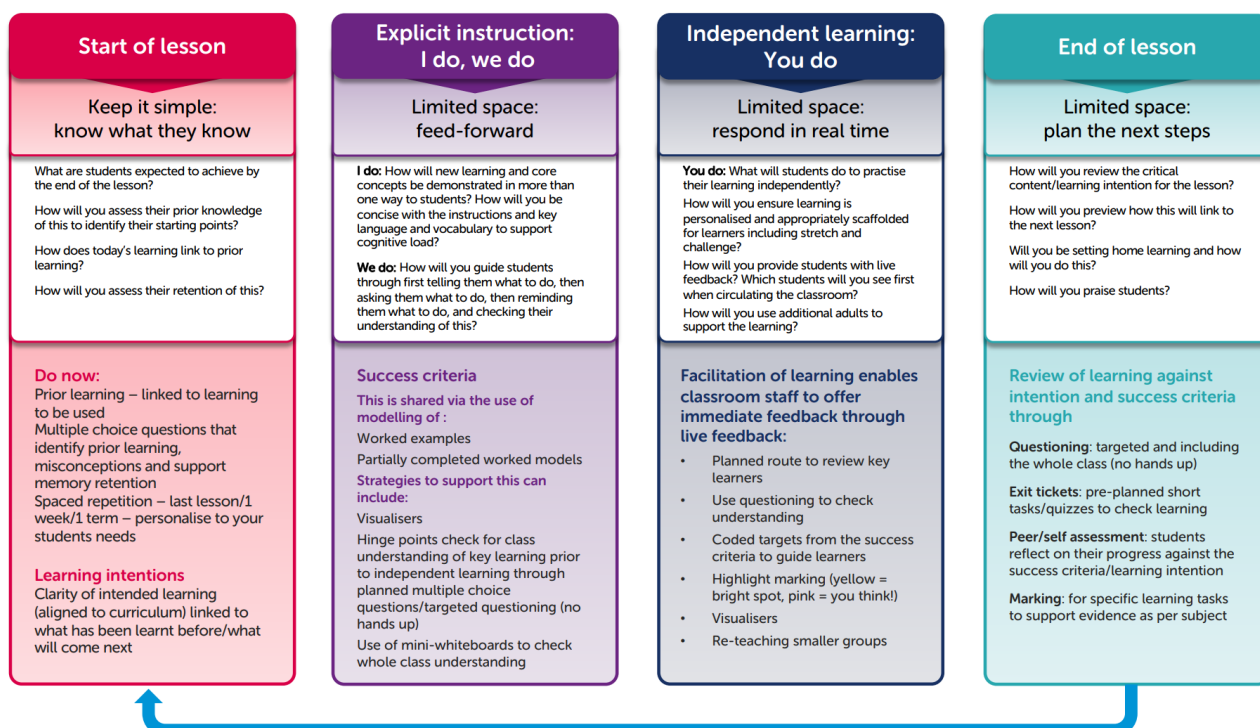 Start of lesson
Keep it simple:
know what they know
What are students expected to achieve by
the end of the lesson?
How will you assess their prior knowledge
of this to identify their starting points?
How does today's learning link to prior
learning?
How will you assess their retention of this?
Do now:
Prior learning – linked to learning
to be used
Multiple choice questions that
identify prior learning,
misconceptions and support
memory retention
Spaced repetition – last lesson/1
week/1 term – personalise to your
students needs
Learning intentions
Clarity of intended learning
(aligned to curriculum) linked to
what has been learnt before/what
will come next
Explicit instruction:
I do, we do
Limited space:
feed-forward
I do: How will new learning and core
concepts be demonstrated in more than
one way to students? How will you be
concise with the instructions and key
language and vocabulary to support
cognitive load?
We do: How will you guide students
through first telling them what to do, then
asking them what to do, then reminding
them what to do, and checking their
understanding of this?
Success criteria
This is shared via the use of
modelling of :
Worked examples
Partially completed worked models
Strategies to support this can
include:
Visualisers
Hinge points check for class
understanding of key learning prior
to independent learning through
planned multiple choice
questions/targeted questioning (no
hands up)
Use of mini-whiteboards to check
whole class understanding
Independent learning:
You do
Limited space:
respond in real time
You do: What will students do to practise
their learning independently?
How will you ensure learning is
personalised and appropriately scaffolded
for learners including stretch and
challenge?
How will you provide students with live
feedback? Which students will you see first
when circulating the classroom?
How will you use additional adults to
support the learning?
Facilitation of learning enables
classroom staff to offer
immediate feedback through
live feedback:
• Planned route to review key
learners
• Use questioning to check
understanding
• Coded targets from the success
criteria to guide learners
• Highlight marking (yellow =
bright spot, pink = you think!)
• Visualisers
• Re-teaching smaller groups
End of lesson
Limited space:
plan the next steps
How will you review the critical
content/learning intention for the lesson?
How will you preview how this will link to
the next lesson?
Will you be setting home learning and how
will you do this?
How will you praise students?
Review of learning against
intention and success criteria
through
Questioning: targeted and including
the whole class (no hands up)
Exit tickets: pre-planned short
tasks/quizzes to check learning
Peer/self assessment: students
reflect on their progress against the
success criteria/learning intention
Marking: for specific learning tasks
to support evidence as per subject